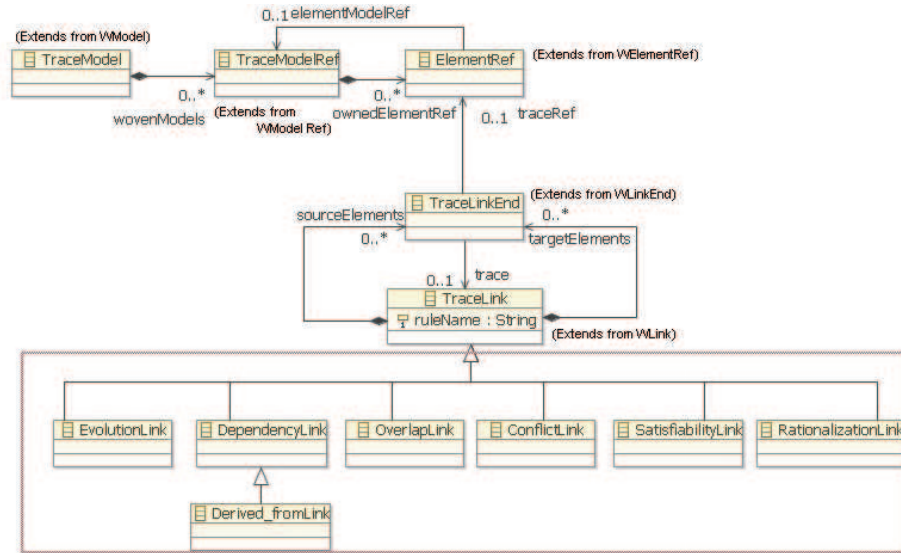 0..1 elementModelRef
(Extends from WModel)
TraceModel
TraceModelRef
ElementRef
(Extends from WElementRef)
0..*
wovenModels
(Extends from
WModel Ref)
0..*
ownedElementRef
0..1 traceRef
(Extends from WLinkEnd)
TraceLinkEnd
sourceElements
0..*
0..*
targetElements
0..1 trace
TraceLink
ruleName : String
(Extends from WLink)
EvolutionLink
DependencyLink
OverlapLink
ConflictLink
SatisfiabilityLink
RationalizationLink
Derived_fromLink